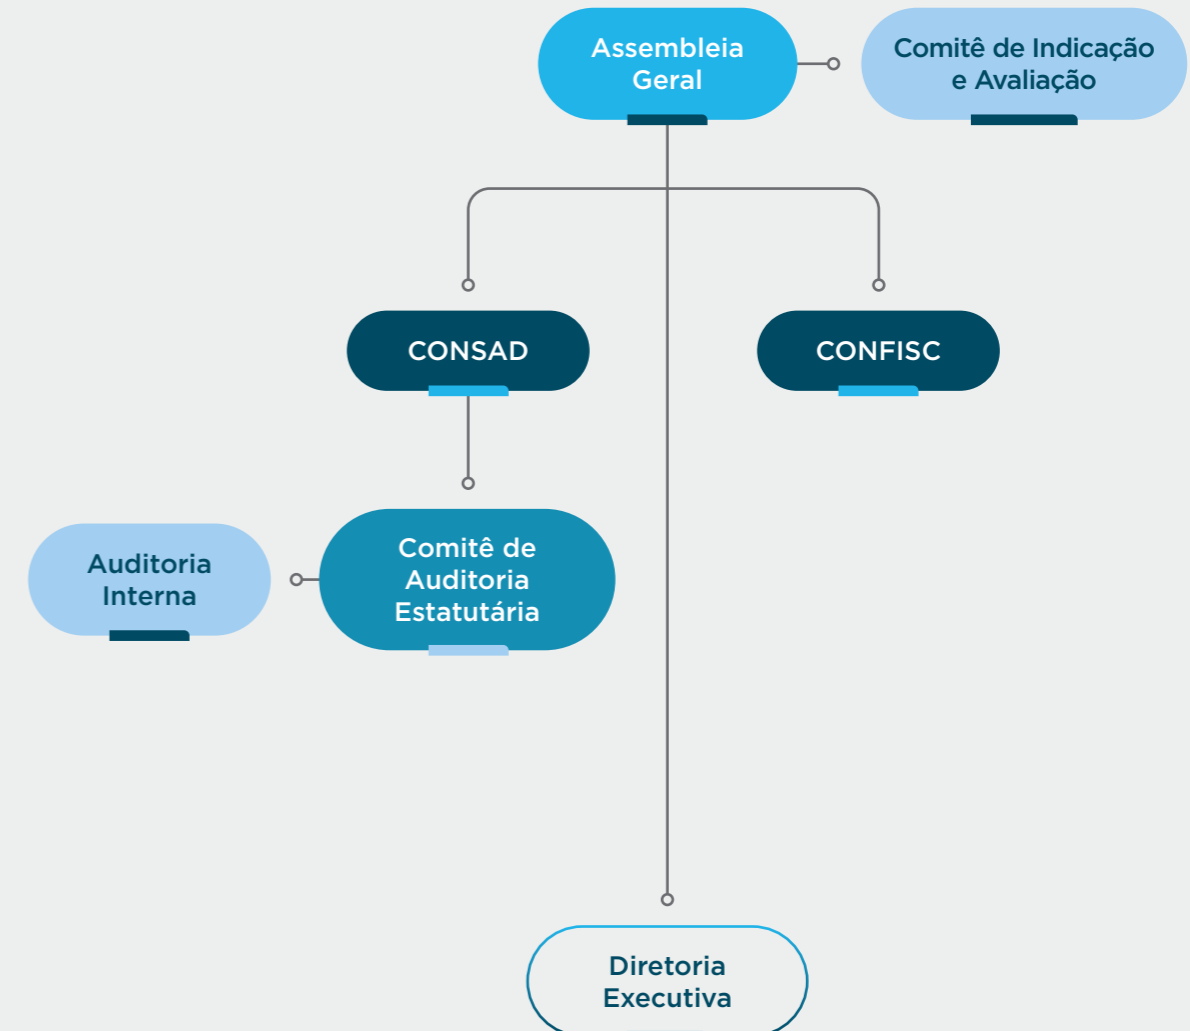 Assembleia
Geral
Comitê de Indicação
e Avaliação
CONSAD
CONFISC
Auditoria
Interna
Comitê de
Auditoria
Estatutária
Diretoria
Executiva